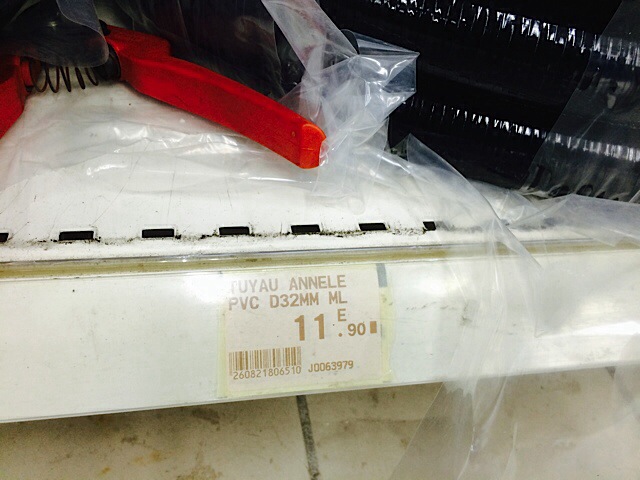 TUYAU ANNELE
PVC D32MM ML
11 E .90
260821806510 J0063979